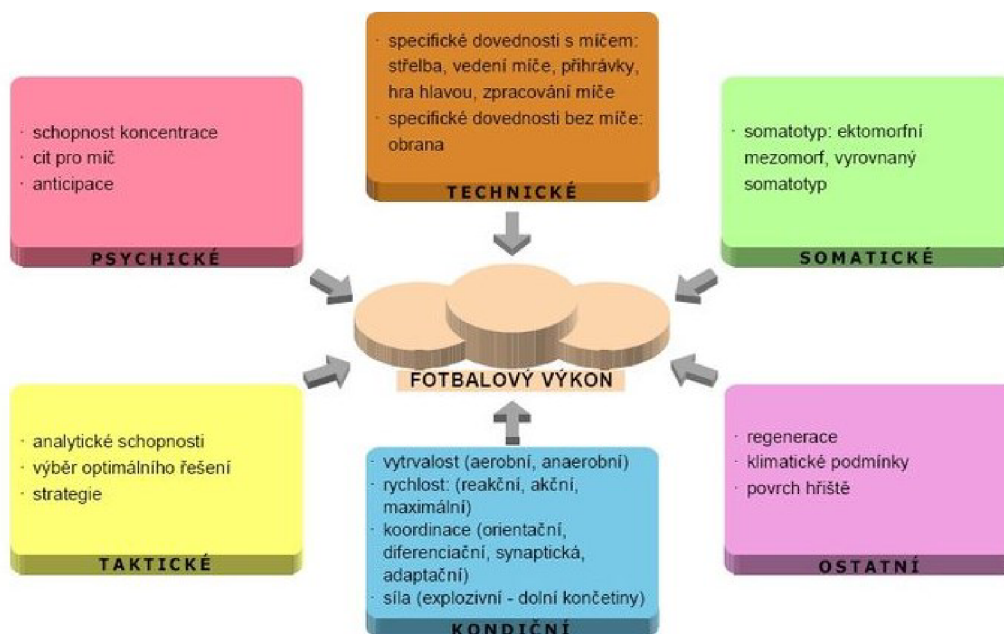 · specifické dovednosti s míčem:
střelba, vedení míče, přihrávky,
hra hlavou, zpracování míče
· specifické dovednosti bez míče:
obrana
TECHNICKÉ
· schopnost koncentrace
· cit pro míč
· anticipace
PSYCHICKÉ
· somatotyp: ektomorfní
mezomorf, vyrovnaný
somatotyp
SOMATICKÉ
FOTBALOVÝ VÝKON
· analytické schopnosti
· výběr optimálního řešení
· strategie
TAKTICKÉ
· vytrvalost (aerobní, anaerobní)
· rychlost: (reakční, akční,
maximální)
· koordinace (orientační,
diferenciační, synaptická,
adaptační)
· síla (explozivní - dolní končetiny)
KONDIČNÍ
· regenerace
· klimatické podmínky
· povrch hřiště
OSTATNÍ